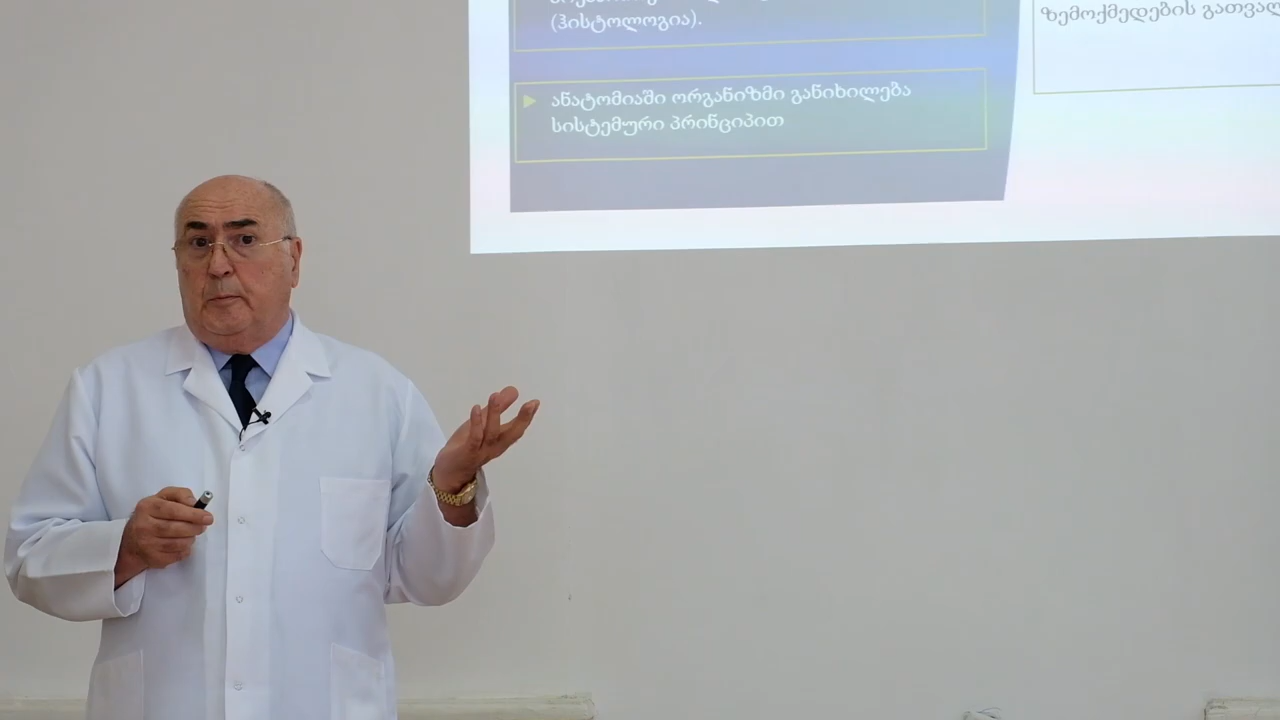 (ჰისტოლოგია).
ანატომიაში ორგანიზმი განიხილება
სისტემური პრინციპით
ზემოქმედების